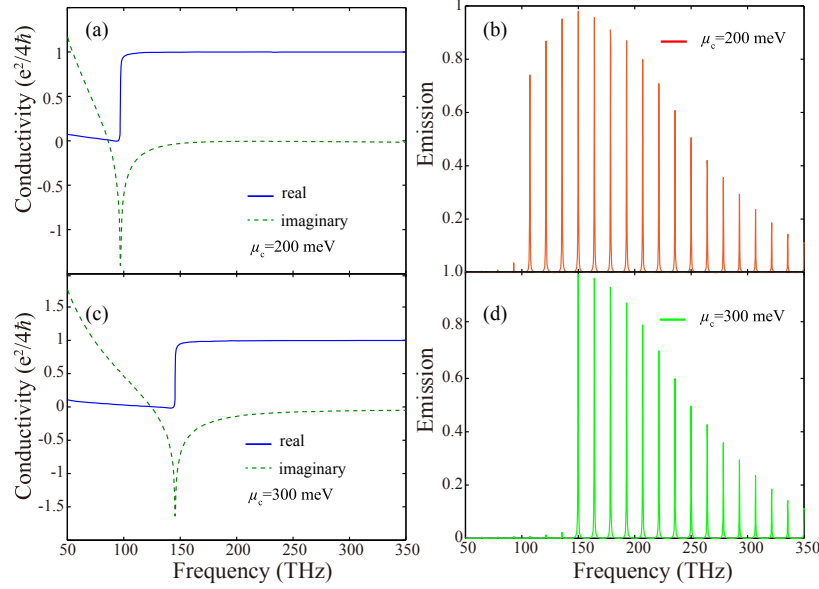 (a)
Conductivity (e²/4ℏ)
1
0.5
0
-0.5
-1
real
imaginary
μc=200 meV
(b)
Emission
1
0.8
0.6
0.4
0.2
μc=200 meV
(c)
Conductivity (e²/4ℏ)
1.5
1.0
0.5
0
-0.5
-1
-1.5
real
imaginary
μc=300 meV
50 100 150 200 250 300 350
Frequency (THz)
(d)
Emission
1.0
0.8
0.6
0.4
0.2
0
μc=300 meV
50 100 150 200 250 300 350
Frequency (THz)